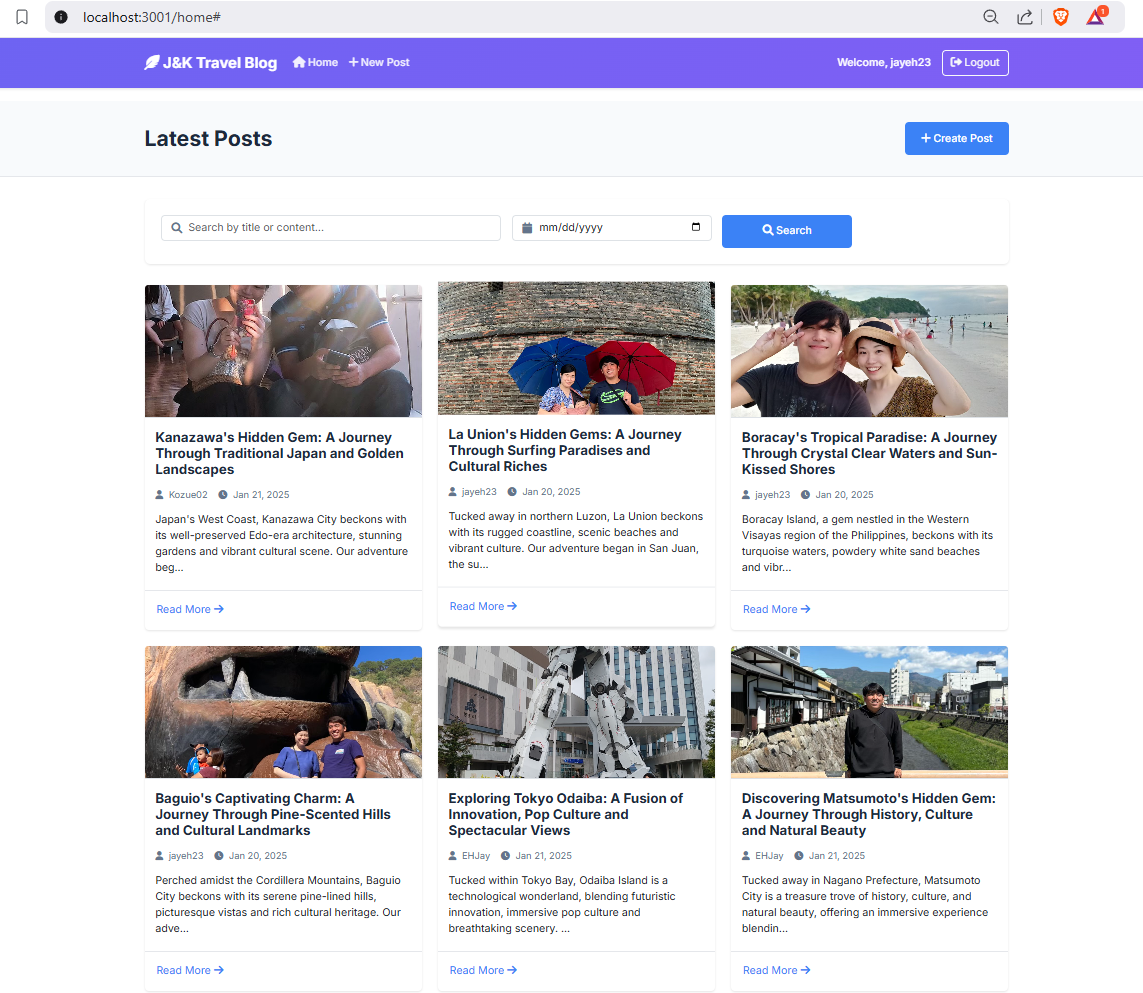 localhost:3001/home#
1
J&K Travel Blog Home New Post Welcome, jayeh23 Logout
Latest Posts
Create Post
Search by title or content... mm/dd/yyyy Search
Kanazawa's Hidden Gem: A Journey
Through Traditional Japan and Golden
Landscapes
Kozue02 Jan 21, 2025
Japan's West Coast, Kanazawa City beckons with
its well-preserved Edo-era architecture, stunning
gardens and vibrant cultural scene. Our adventure
beg...
Read More
La Union's Hidden Gems: A Journey
Through Surfing Paradises and
Cultural Riches
jayeh23 Jan 20, 2025
Tucked away in northern Luzon, La Union beckons
with its rugged coastline, scenic beaches and
vibrant culture. Our adventure began in San Juan,
the su...
Read More
Boracay's Tropical Paradise: A Journey
Through Crystal Clear Waters and Sun-
Kissed Shores
jayeh23 Jan 20, 2025
Boracay Island, a gem nestled in the Western
Visayas region of the Philippines, beckons with its
turquoise waters, powdery white sand beaches
and vibr...
Read More
Baguio's Captivating Charm: A
Journey Through Pine-Scented Hills
and Cultural Landmarks
jayeh23 Jan 20, 2025
Perched amidst the Cordillera Mountains, Baguio
City beckons with its serene pine-lined hills,
picturesque vistas and rich cultural heritage. Our
adve...
Read More
Exploring Tokyo Odaiba: A Fusion of
Innovation, Pop Culture and
Spectacular Views
EHJay Jan 21, 2025
Tucked within Tokyo Bay, Odaiba Island is a
technological wonderland, blending futuristic
innovation, immersive pop culture and
breathtaking scenery. ...
Read More
Discovering Matsumoto's Hidden Gem:
A Journey Through History, Culture
and Natural Beauty
EHJay Jan 21, 2025
Tucked away in Nagano Prefecture, Matsumoto
City is a treasure trove of history, culture, and
natural beauty, offering an immersive experience
blendin...
Read More